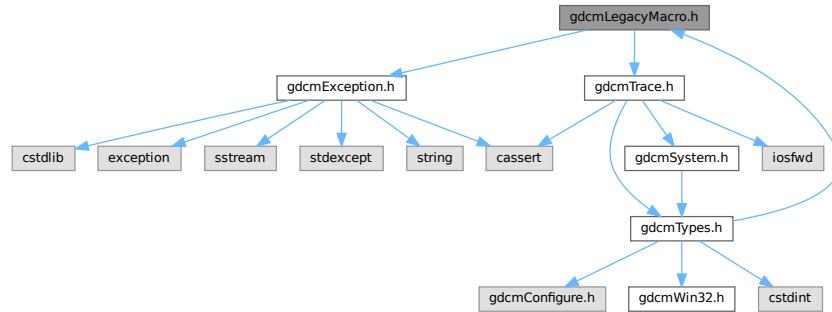 gdcmLegacyMacro.h
gdcmException.h
gdcmTrace.h
cstdlib
exception
sstream
stdexcept
string
cassert
gdcmSystem.h
iosfwd
gdcmTypes.h
gdcmConfigure.h
gdcmWin32.h
cstdint